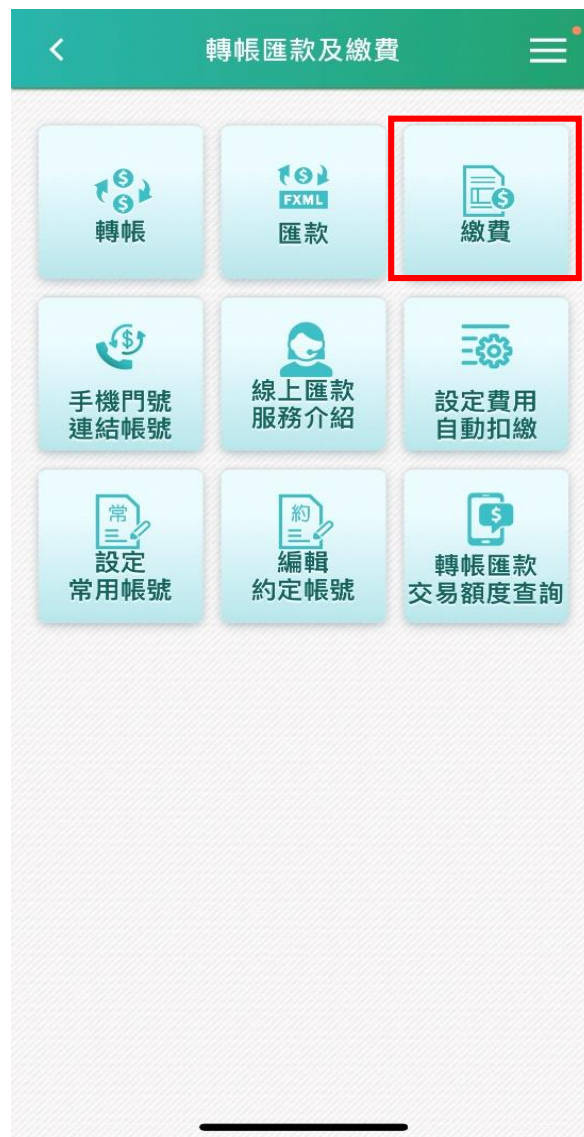 轉帳匯款及繳費
$
$
轉帳
$
FXML
匯款
$
繳費
$
手機門號
連結帳號
線上匯款
服務介紹
設定費用
自動扣繳
常
設定
常用帳號
約
編輯
約定帳號
$
轉帳匯款
交易額度查詢